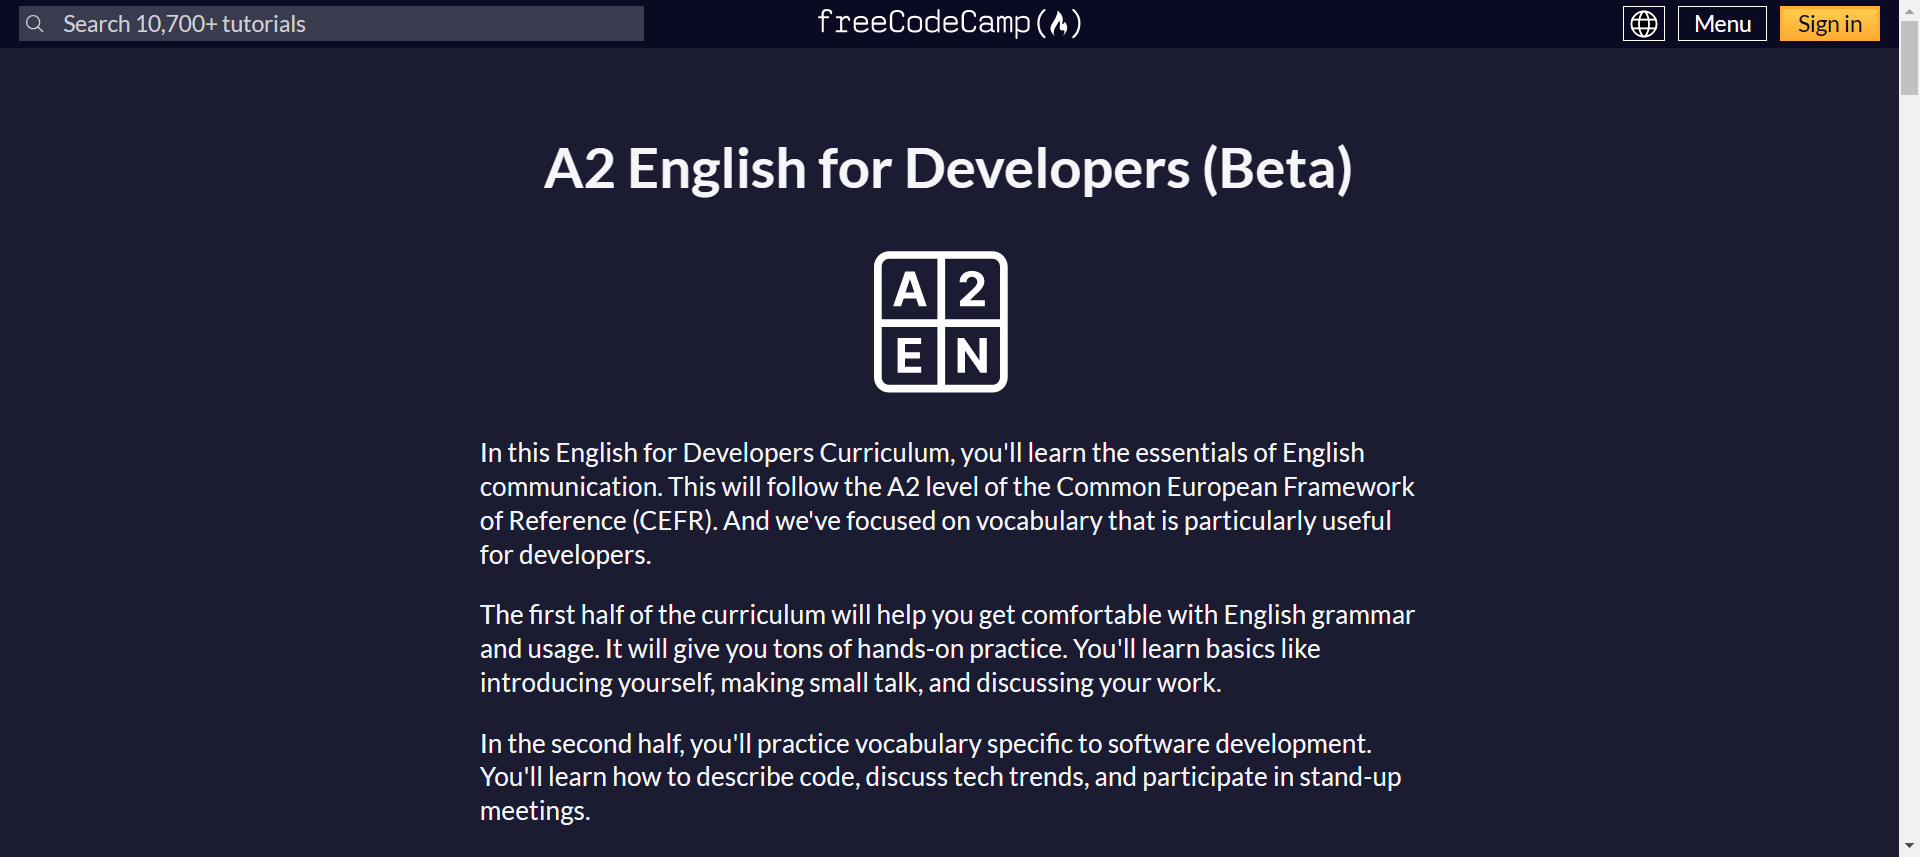 Search 10,700+ tutorials
freeCodeCamp(🔥)
Menu
Sign in
A2 English for Developers (Beta)
A 2
E N
In this English for Developers Curriculum, you'll learn the essentials of English
communication. This will follow the A2 level of the Common European Framework
of Reference (CEFR). And we've focused on vocabulary that is particularly useful
for developers.
The first half of the curriculum will help you get comfortable with English grammar
and usage. It will give you tons of hands-on practice. You'll learn basics like
introducing yourself, making small talk, and discussing your work.
In the second half, you'll practice vocabulary specific to software development.
You'll learn how to describe code, discuss tech trends, and participate in stand-up
meetings.